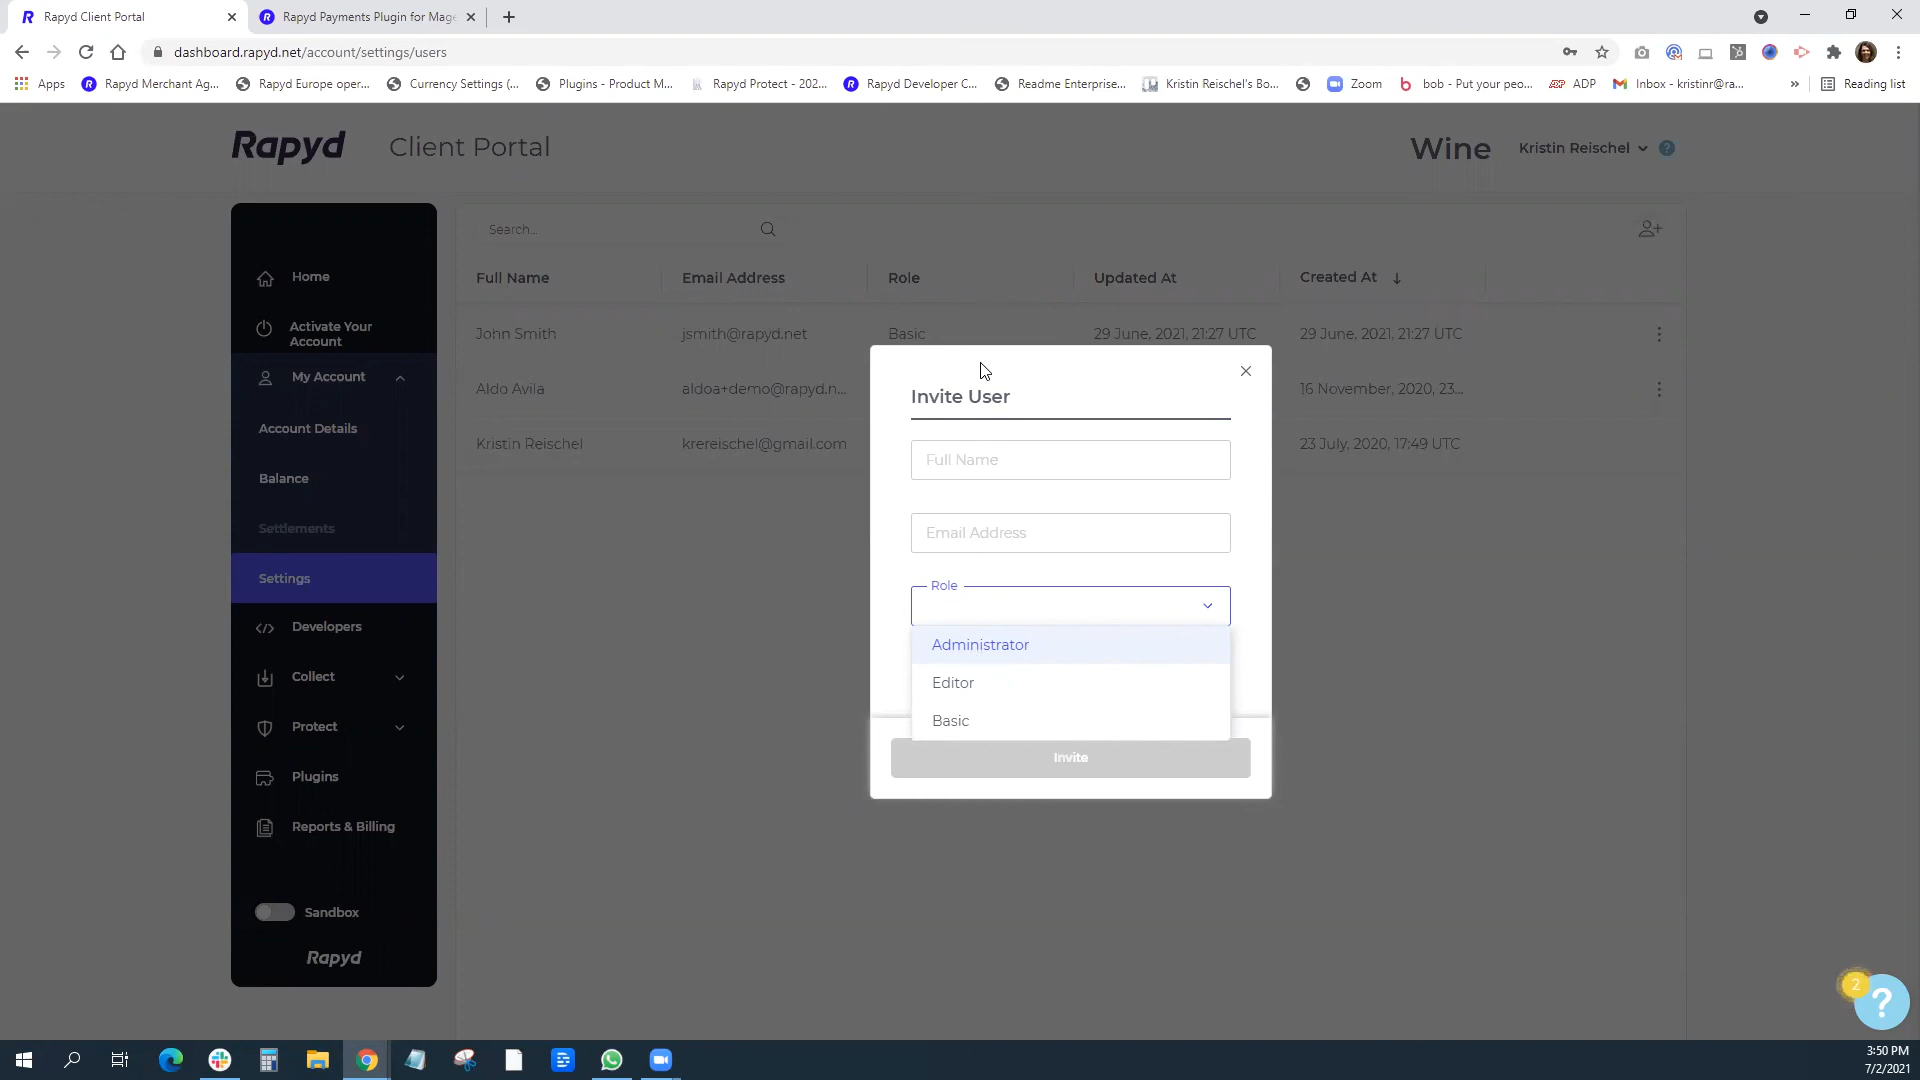 Rapyd Client Portal
Rapyd Payments Plugin for Mage
dashboard.rapyd.net/account/settings/users
Apps
Rapyd Merchant Ag...
Rapyd Europe oper...
Currency Settings (...
Plugins - Product M...
Rapyd Protect - 202...
Rapyd Developer C...
Readme Enterprise...
Kristin Reischel's Bo...
Zoom
bob - Put your peo...
ADP
Inbox - kristinr@ra...
»
Reading list
Rapyd
Client Portal
Wine
Kristin Reischel
?
Search...
Full Name
Email Address
Role
Updated At
Created At
John Smith
jsmith@rapyd.net
Basic
29 June, 2021, 21:27 UTC
29 June, 2021, 21:27 UTC
Aldo Avila
aldoa+demo@rapyd.n...
16 November, 2020, 23...
Kristin Reischel
krereischel@gmail.com
23 July, 2020, 17:49 UTC
Home
Activate Your
Account
My Account
Account Details
Balance
Settlements
Settings
Developers
Collect
Protect
Plugins
Reports & Billing
Sandbox
Rapyd
Invite User
Full Name
Email Address
Role
Administrator
Editor
Basic
Invite
2
?
3:50 PM
7/2/2021